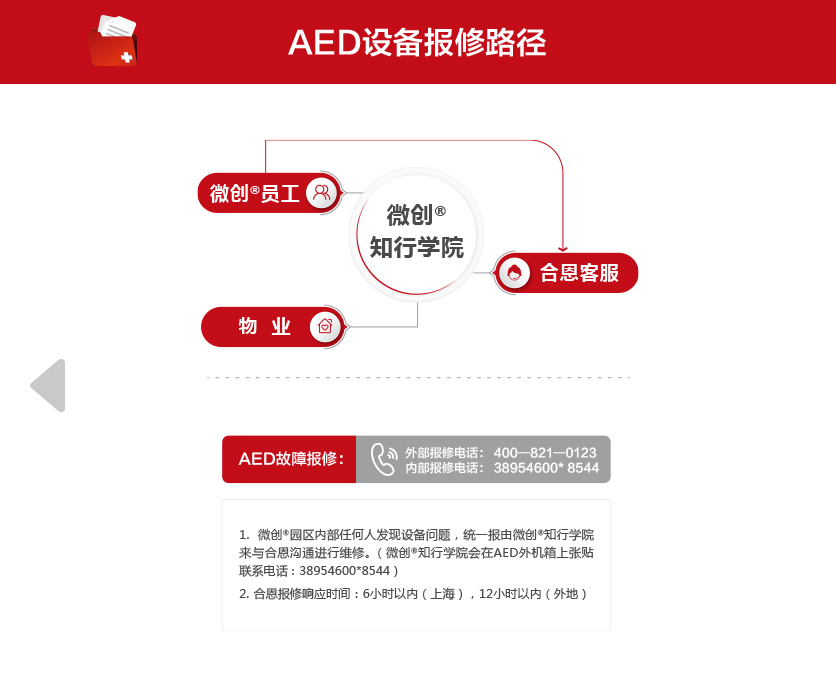 AED设备报修路径
微创®员工
微创®
知行学院
合恩客服
物 业
AED故障报修：
外部报修电话： 400—821—0123
内部报修电话： 38954600* 8544
1. 微创®园区内部任何人发现设备问题，统一报由微创®知行学院
来与合恩沟通进行维修。（微创®知行学院会在AED外机箱上张贴
联系电话：38954600*8544）
2. 合恩报修响应时间：6小时以内（上海），12小时以内（外地）